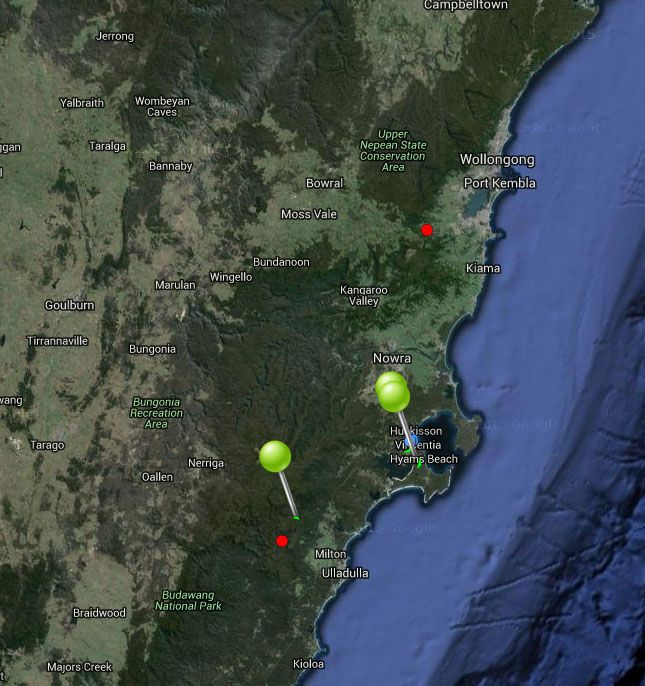 Campbelltown
Jerrong
Yalbraith
Wombeyan
Caves
Upper
Nepean State
Conservation
Area
Taralga
Wollongong
Bannaby
Bowral
Port Kembla
Moss Vale
Bundanoon
Kiama
Wingello
Marulan
Kangaroo
Valley
Goulburn
Tirrannaville
Bungonia
Nowra
Bungonia
Recreation
Area
Huskisson
Vincentia
Tarago
Hyams Beach
Nerriga
Oallen
Milton
Ulladulla
Budawang
National Park
Braidwood
Kioloa
Majors Creek